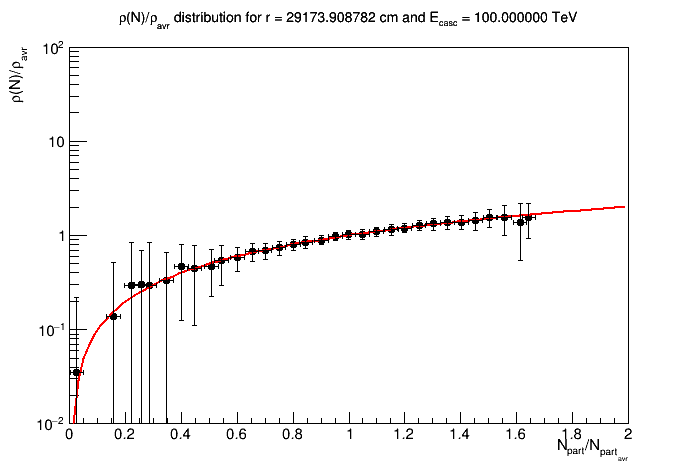 ρ(N)/ρavr distribution for r = 29173.908782 cm and Ecasc = 100.000000 TeV
ρ(N)/ρavr
10²
10
1
10⁻¹
10⁻²
0 0.2 0.4 0.6 0.8 1 1.2 1.4 1.6 1.8 2
Npart/Npartavr